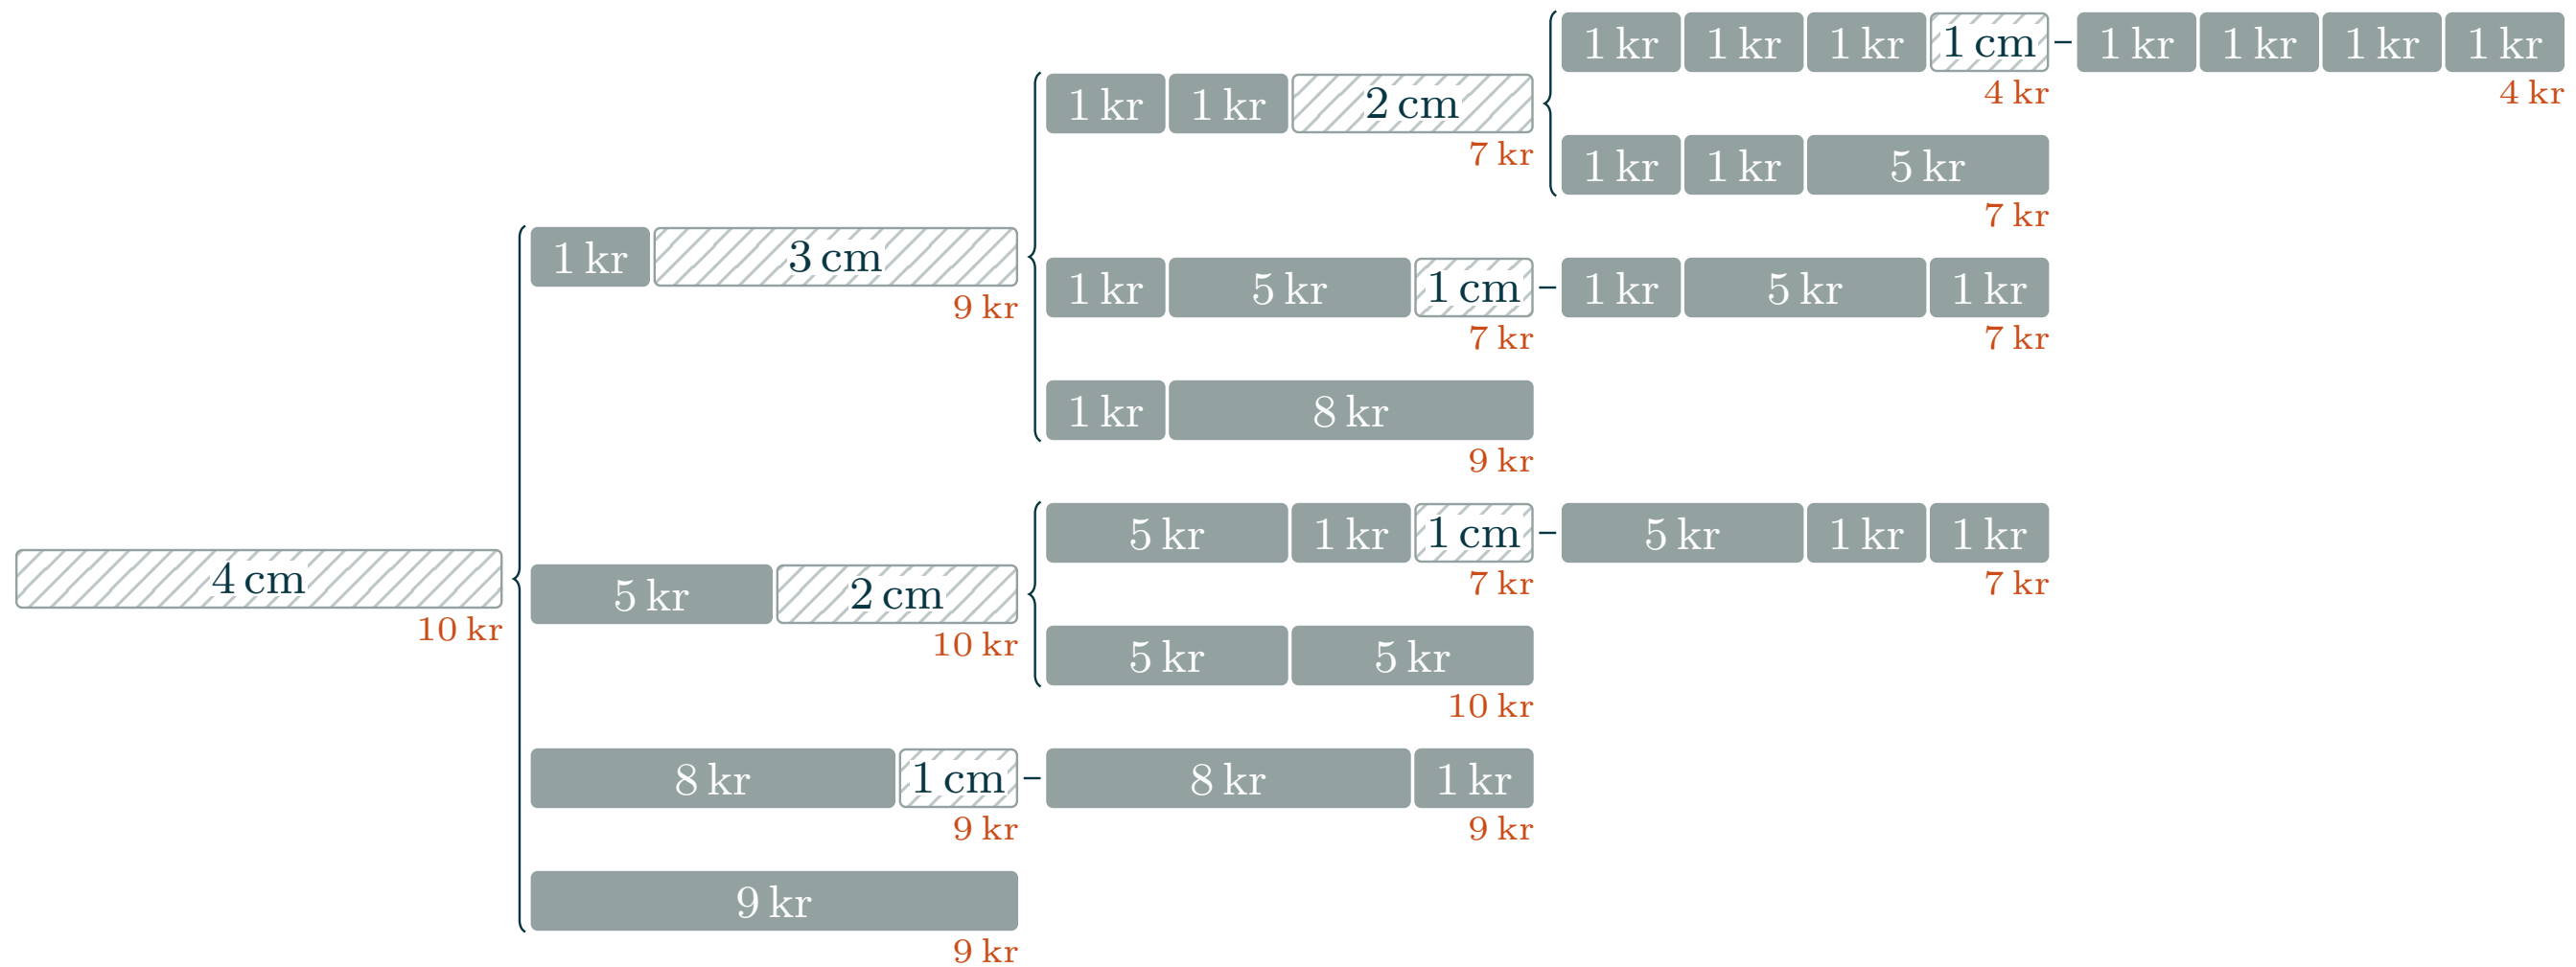 1 kr 1 kr 1 kr 1 cm 1 kr 1 kr 1 kr 1 kr
4 kr 4 kr
1 kr 1 kr 2 cm
7 kr
1 kr 1 kr 5 kr
7 kr
1 kr 3 cm
9 kr
1 kr 5 kr 1 cm 1 kr 5 kr 1 kr
7 kr 7 kr
1 kr 8 kr
9 kr
5 kr 1 kr 1 cm 5 kr 1 kr 1 kr
7 kr 7 kr
4 cm
10 kr
5 kr 2 cm
10 kr
5 kr 5 kr
10 kr
8 kr 1 cm 8 kr 1 kr
9 kr 9 kr
9 kr
9 kr